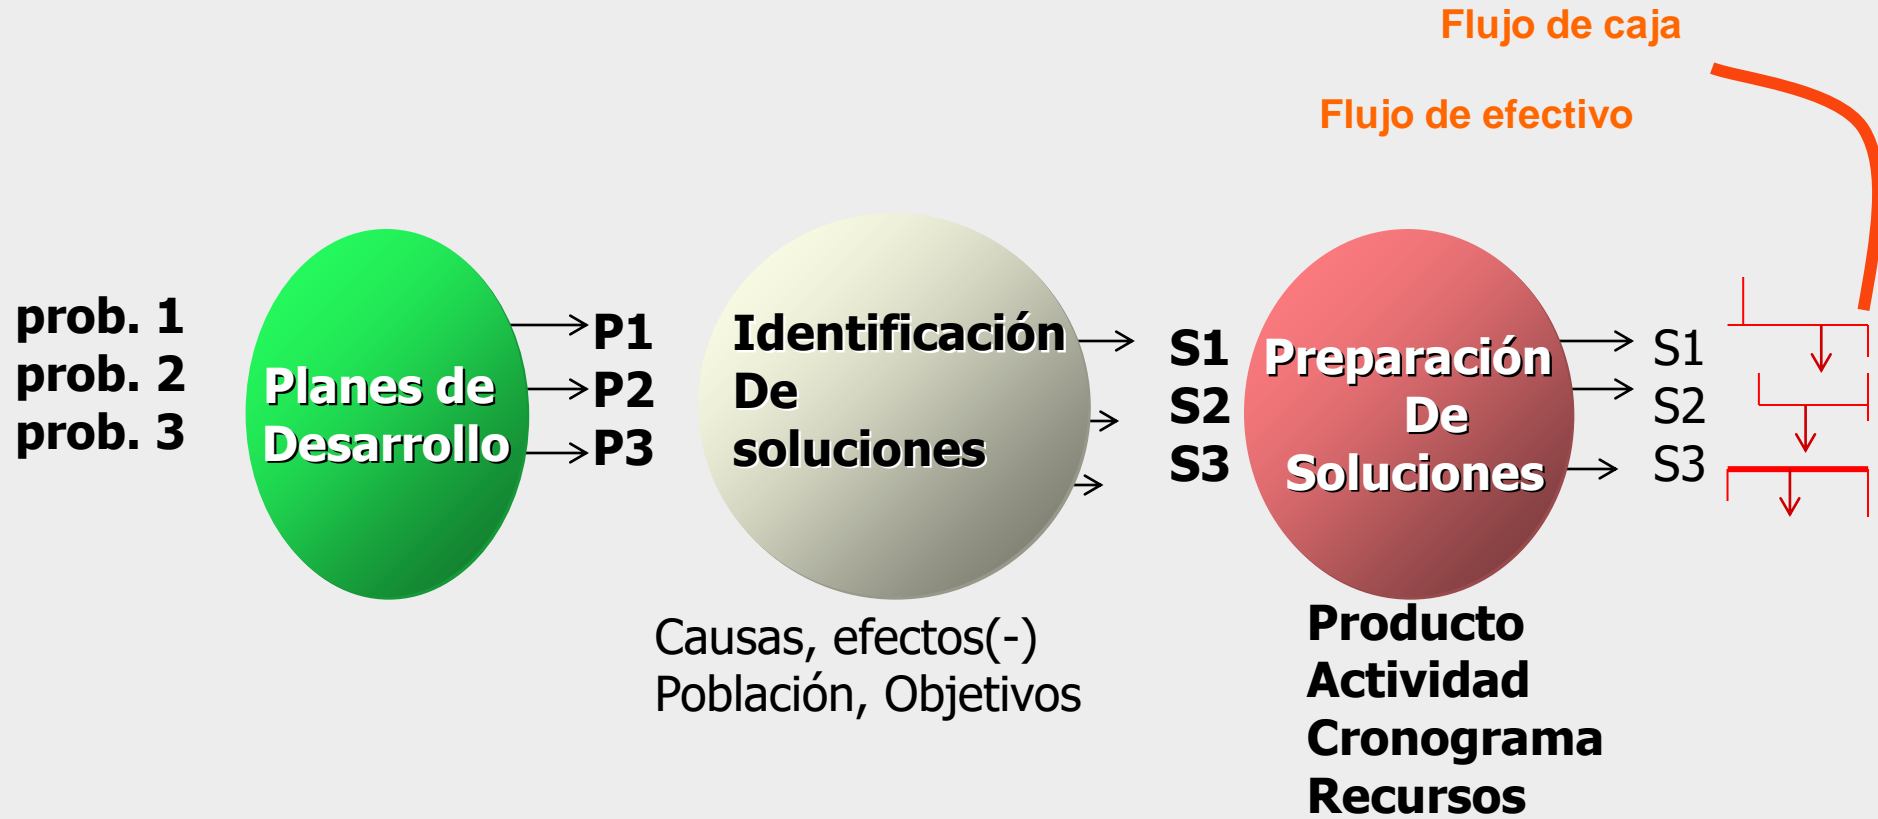 Flujo de caja
Flujo de efectivo
prob. 1
prob. 2
prob. 3
Planes de
Desarrollo
P1
P2
P3
Identificación
De
soluciones
Causas, efectos(-)
Población, Objetivos
S1
S2
S3
Preparación
De
Soluciones
Producto
Actividad
Cronograma
Recursos
S1
S2
S3